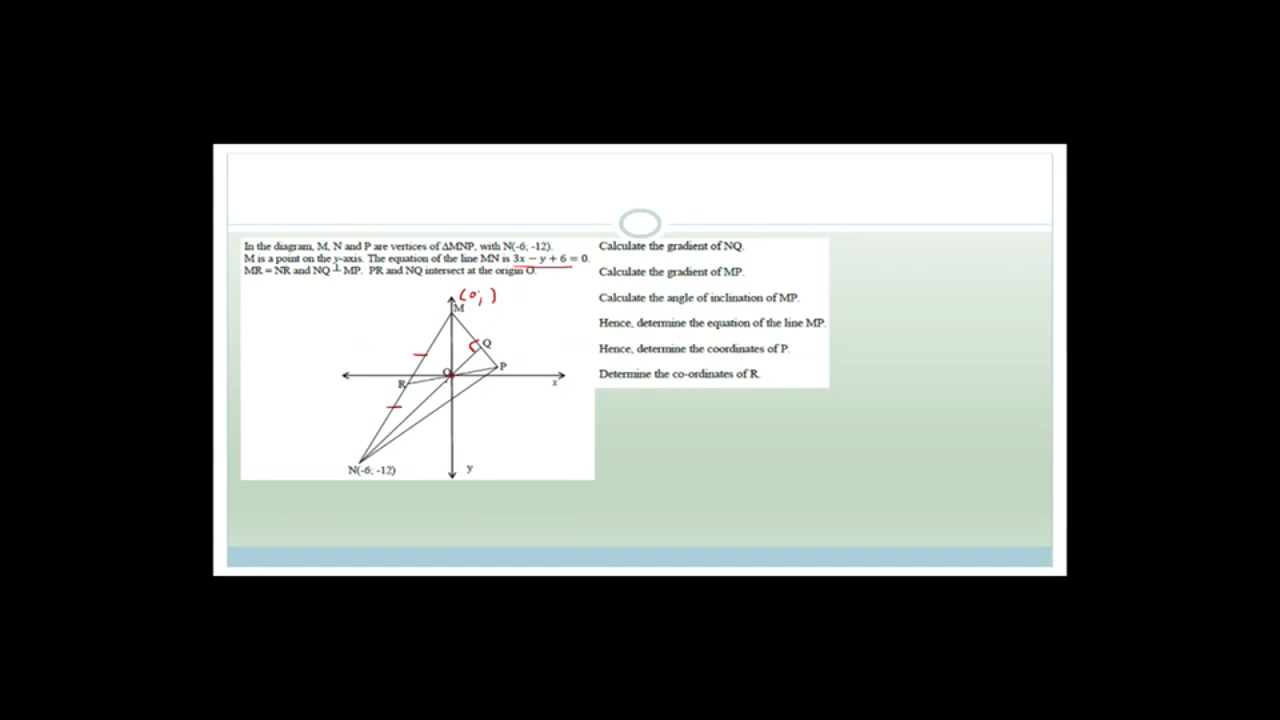 In the diagram, M, N and P are vertices of ΔMNP, with N(-6; -12).
M is a point on the y-axis. The equation of the line MN is 3x − y + 6 = 0.
MR = NR and NQ ⊥ MP. PR and NQ intersect at the origin O.
(0; )
M
Q
P
O
R
x
N(-6; -12)
y
Calculate the gradient of NQ.
Calculate the gradient of MP.
Calculate the angle of inclination of MP.
Hence, determine the equation of the line MP.
Hence, determine the coordinates of P.
Determine the co-ordinates of R.